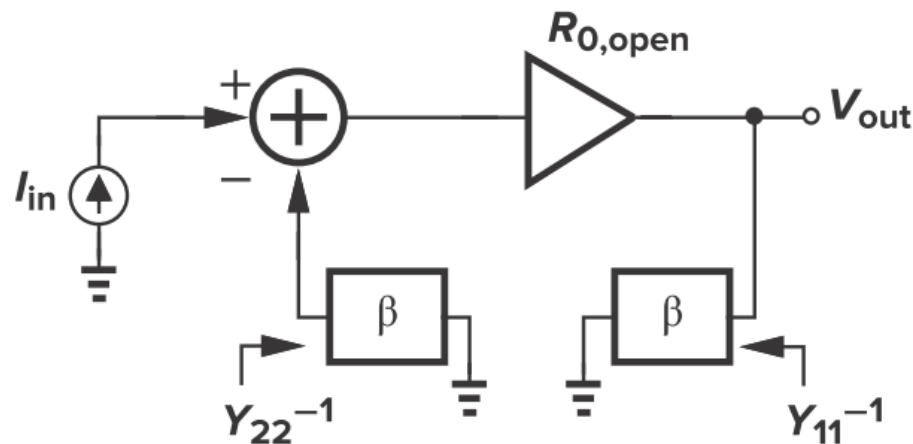 R0,open
+
+
Vout
Iin
−
β
β
Y22⁻¹
Y11⁻¹